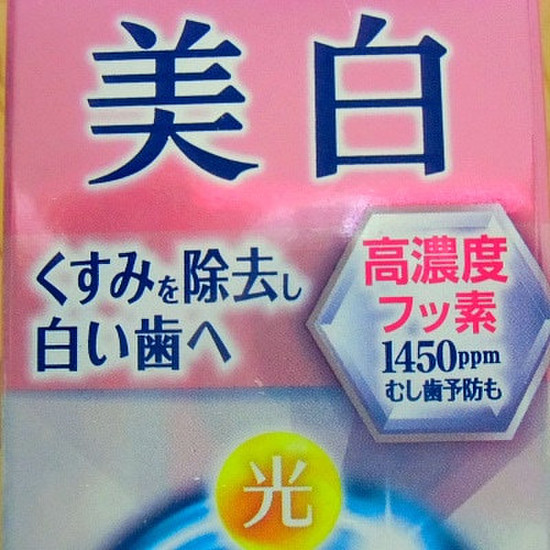 美白
くすみを除去し
白い歯へ
高濃度
フッ素
1450ppm
むし歯予防も
光